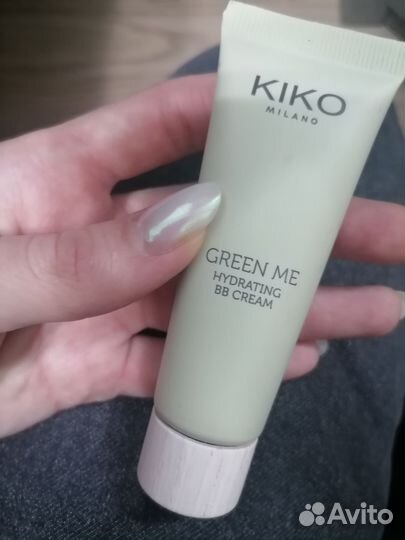 KIKO
MILANO
GREEN ME
HYDRATING
BB CREAM
Avito